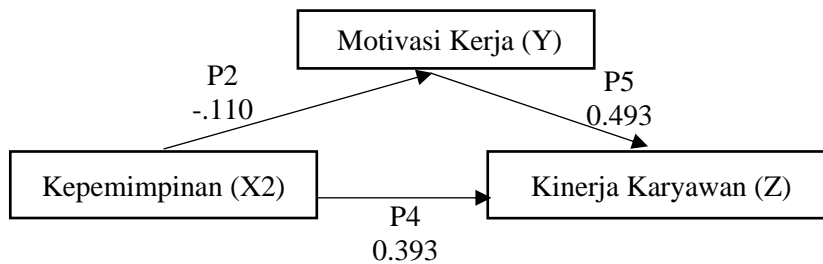 Motivasi Kerja (Y)
P2
-.110
P5
0.493
Kepemimpinan (X2)
Kinerja Karyawan (Z)
P4
0.393